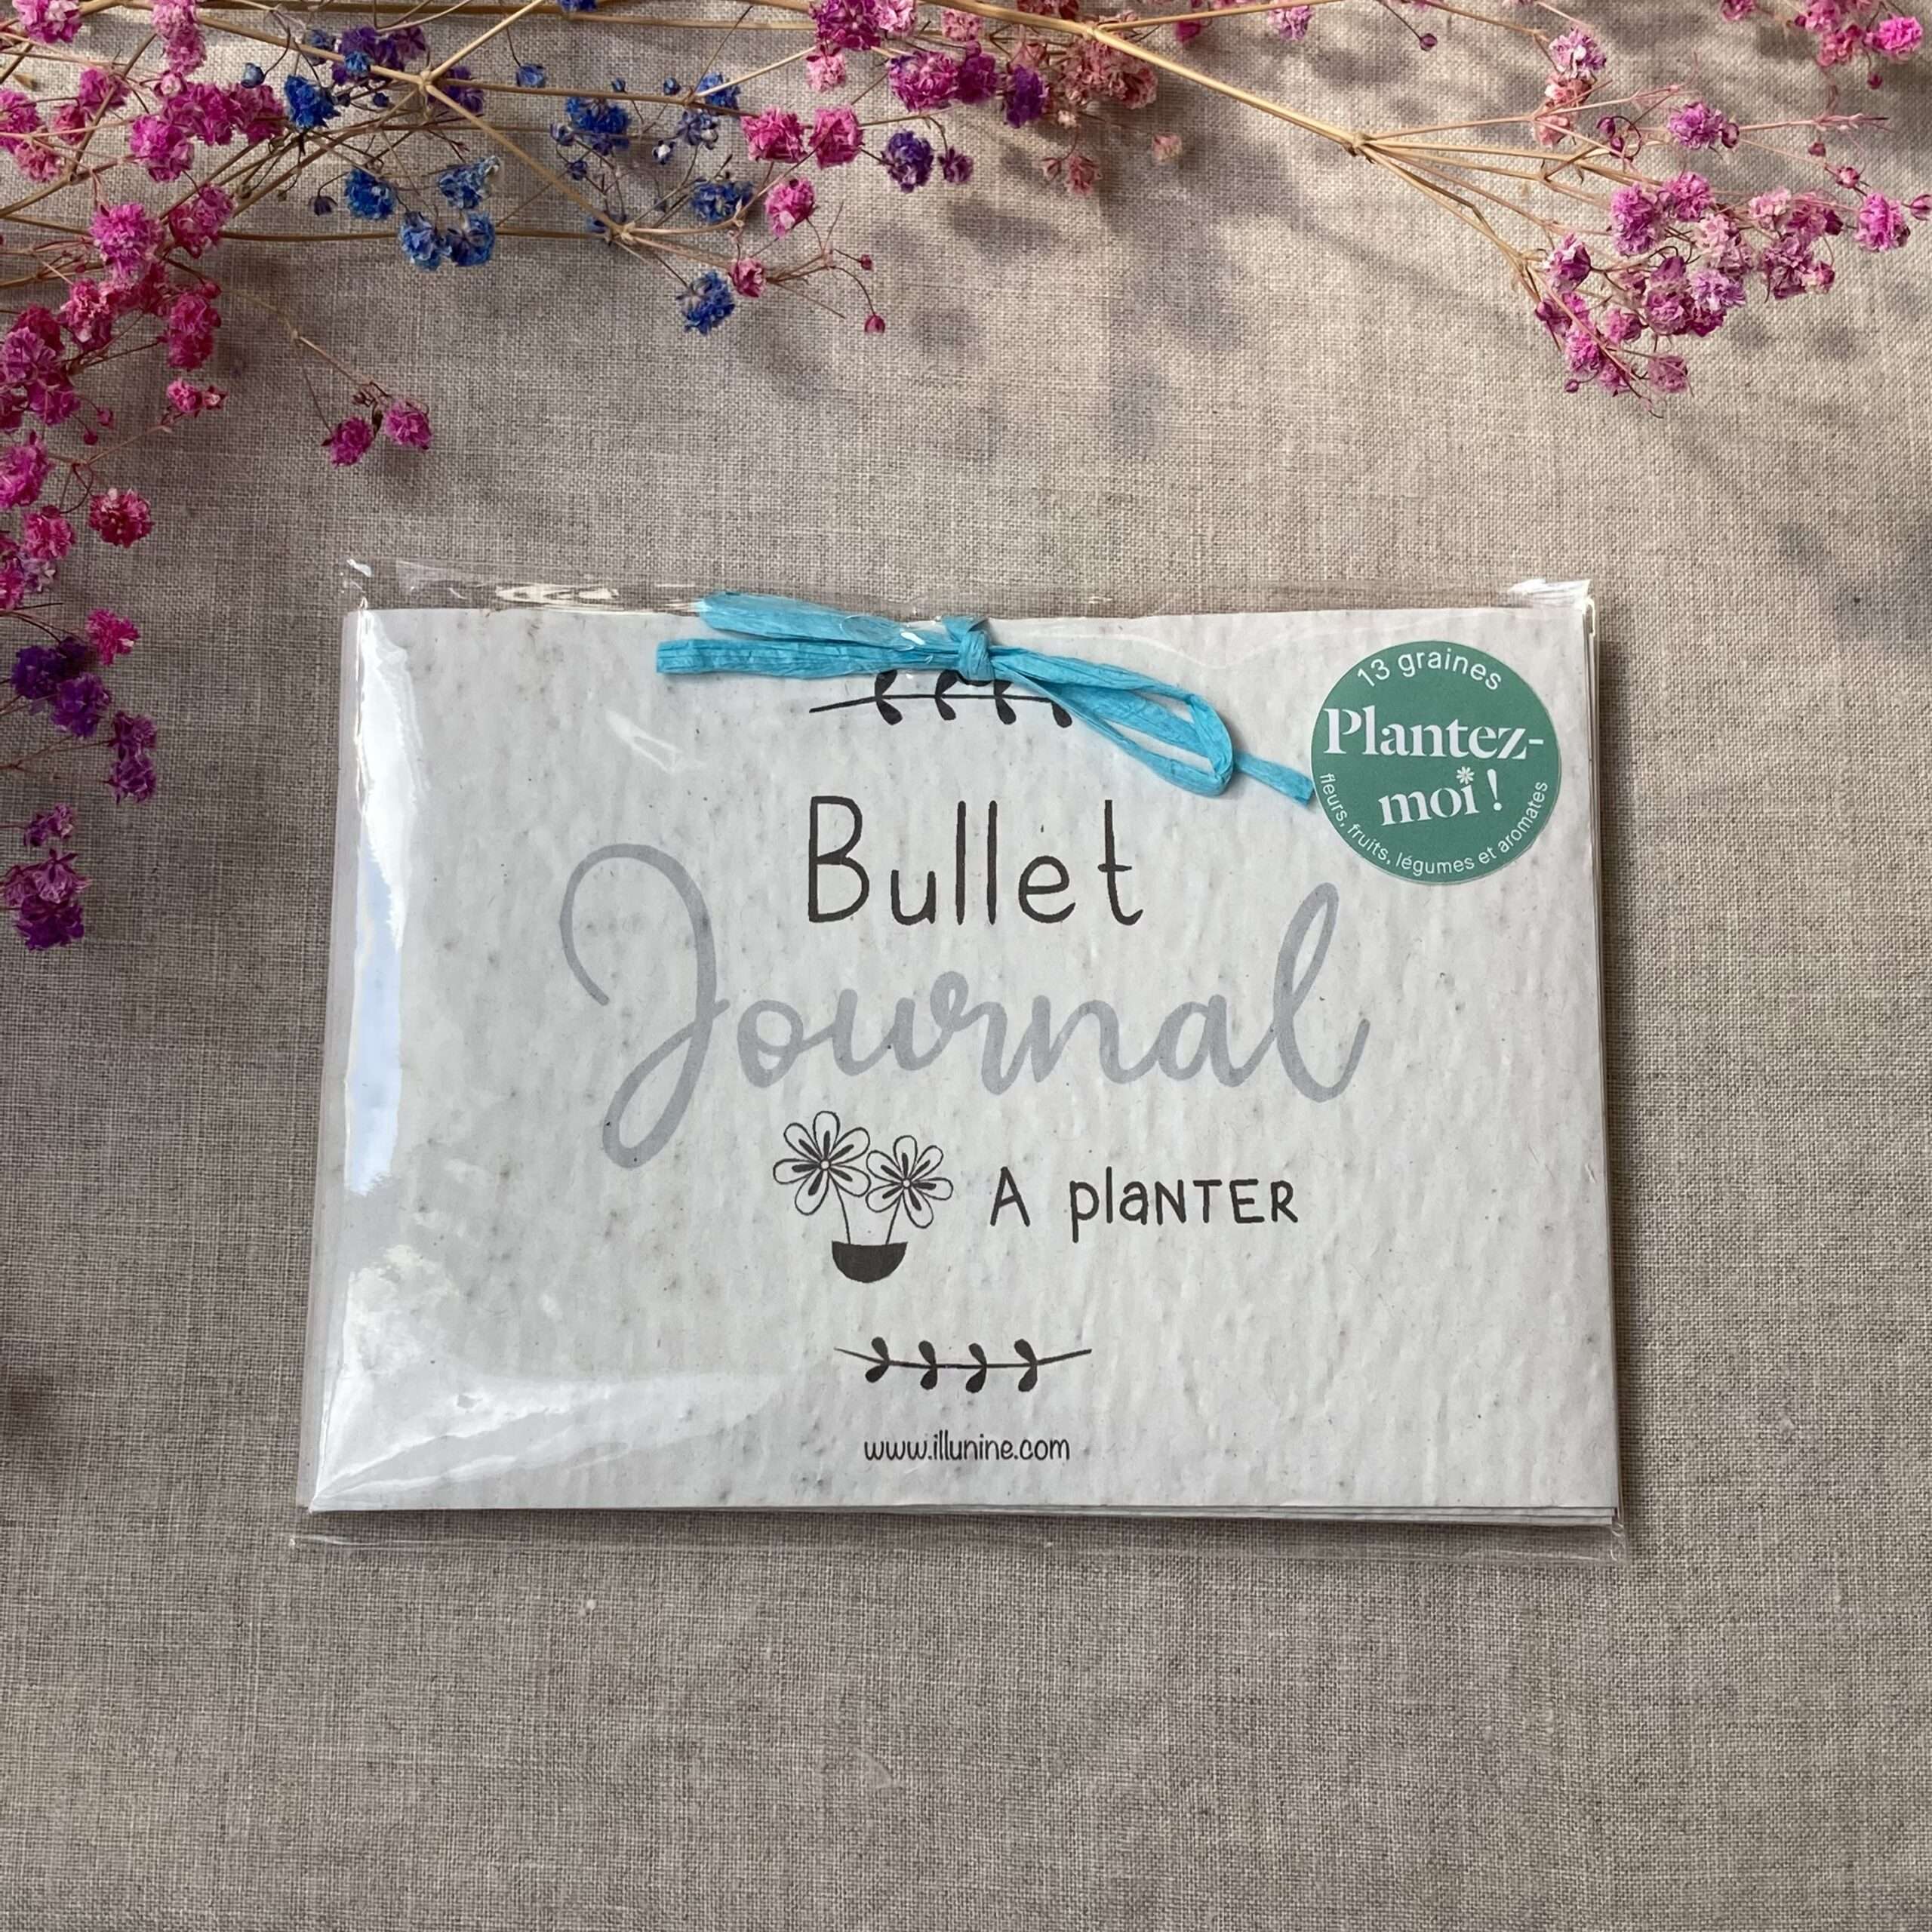 13 graines
Plantez-
moi !
fleurs, fruits, légumes et aromates
Bullet
Journal
A planTER
www.illunine.com